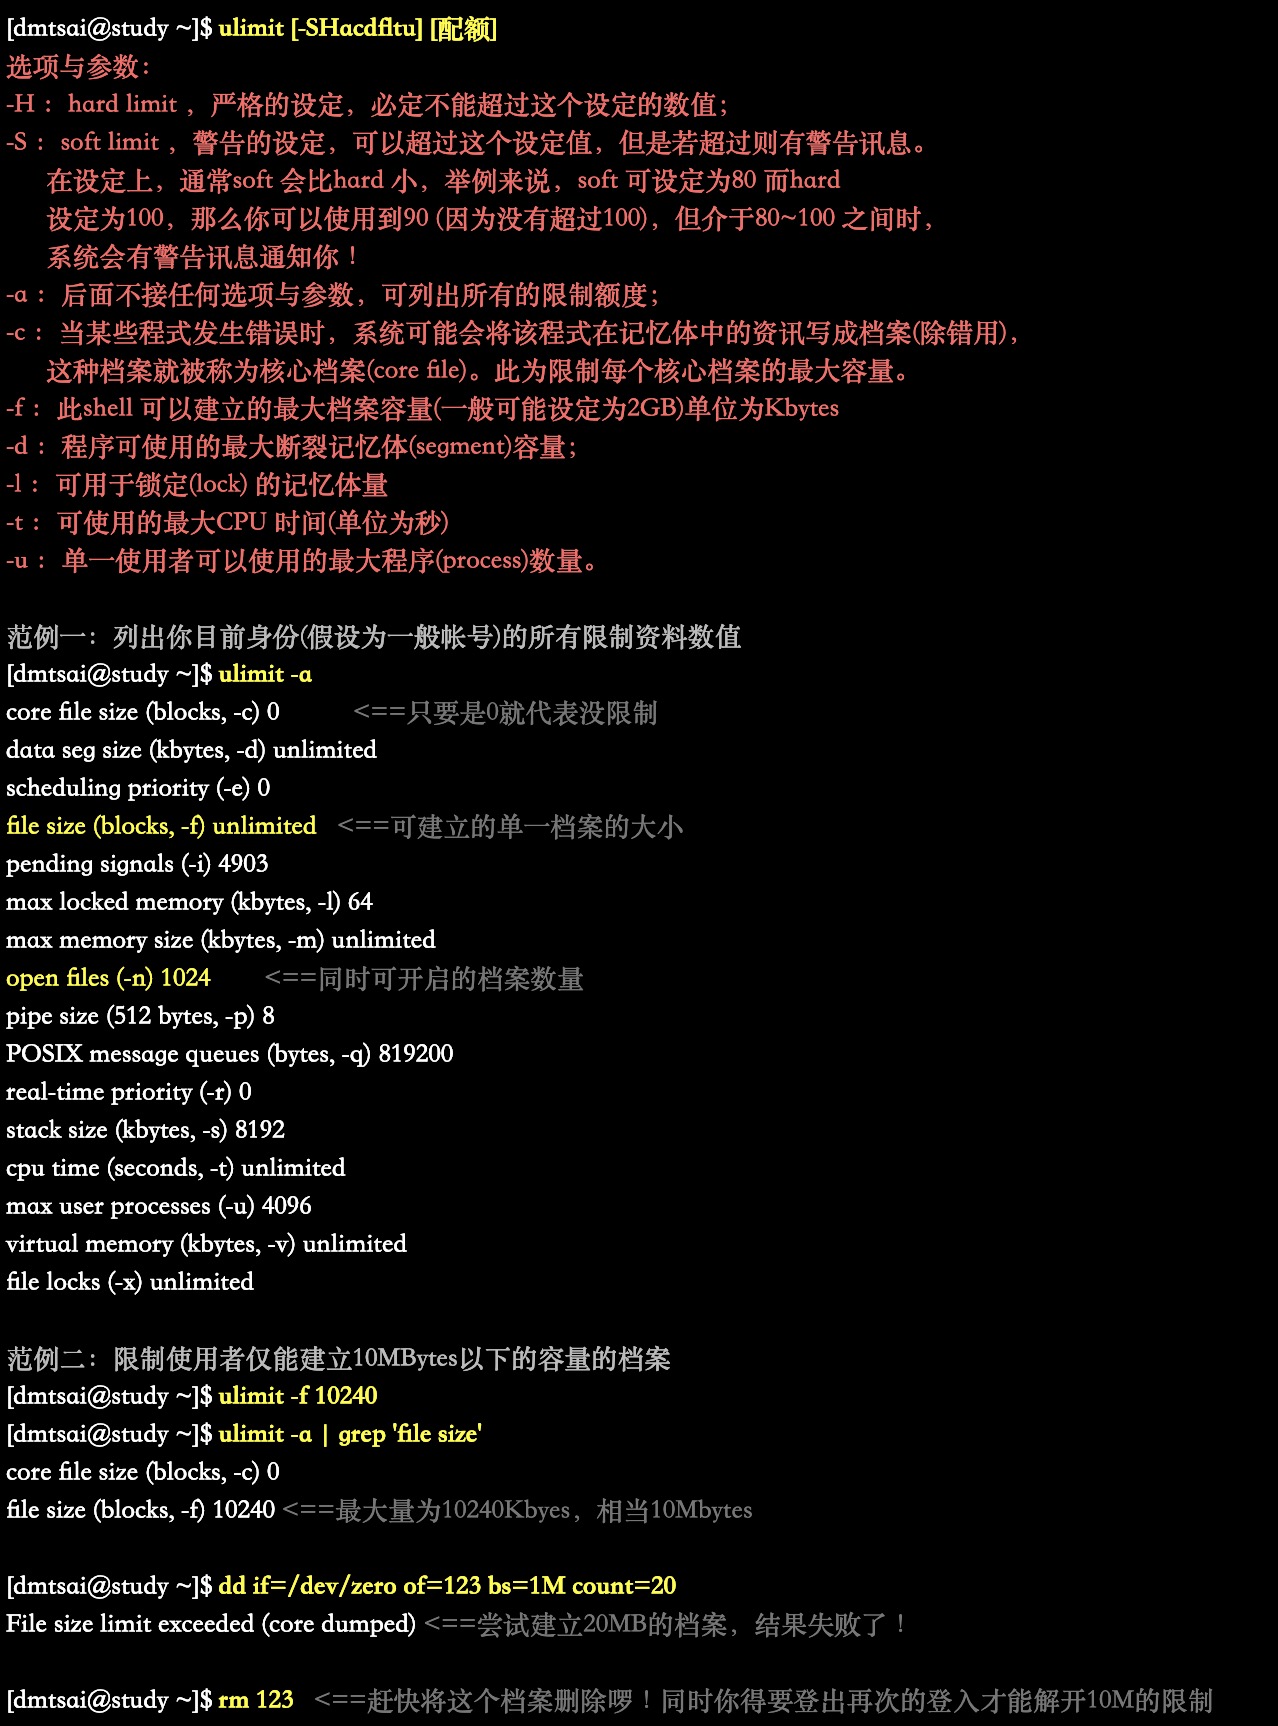 [dmtsai@study ~]$ ulimit [-SHacdfltu] [配额]
选项与参数：
-H ：hard limit ，严格的设定，必定不能超过这个设定的数值；
-S ：soft limit ，警告的设定，可以超过这个设定值，但是若超过则有警告讯息。
在设定上，通常soft 会比hard 小，举例来说，soft 可设定为80 而hard
设定为100，那么你可以使用到90 (因为没有超过100)，但介于80~100 之间时，
系统会有警告讯息通知你！
-a ：后面不接任何选项与参数，可列出所有的限制额度；
-c ：当某些程式发生错误时，系统可能会将该程式在记忆体中的资讯写成档案(除错用)，
这种档案就被称为核心档案(core file)。此为限制每个核心档案的最大容量。
-f ：此shell 可以建立的最大档案容量(一般可能设定为2GB)单位为Kbytes
-d ：程序可使用的最大断裂记忆体(segment)容量；
-l ：可用于锁定(lock) 的记忆体量
-t ：可使用的最大CPU 时间(单位为秒)
-u ：单一使用者可以使用的最大程序(process)数量。
范例一：列出你目前身份(假设为一般帐号)的所有限制资料数值
[dmtsai@study ~]$ ulimit -a
core file size (blocks, -c) 0 <==只要是0就代表没限制
data seg size (kbytes, -d) unlimited
scheduling priority (-e) 0
file size (blocks, -f) unlimited <==可建立的单一档案的大小
pending signals (-i) 4903
max locked memory (kbytes, -l) 64
max memory size (kbytes, -m) unlimited
open files (-n) 1024 <==同时可开启的档案数量
pipe size (512 bytes, -p) 8
POSIX message queues (bytes, -q) 819200
real-time priority (-r) 0
stack size (kbytes, -s) 8192
cpu time (seconds, -t) unlimited
max user processes (-u) 4096
virtual memory (kbytes, -v) unlimited
file locks (-x) unlimited
范例二：限制使用者仅能建立10MBytes以下的容量的档案
[dmtsai@study ~]$ ulimit -f 10240
[dmtsai@study ~]$ ulimit -a | grep 'file size'
core file size (blocks, -c) 0
file size (blocks, -f) 10240 <==最大量为10240Kbyes，相当10Mbytes
[dmtsai@study ~]$ dd if=/dev/zero of=123 bs=1M count=20
File size limit exceeded (core dumped) <==尝试建立20MB的档案，结果失败了！
[dmtsai@study ~]$ rm 123 <==赶快将这个档案删除啰！同时你得要登出再次的登入才能解开10M的限制